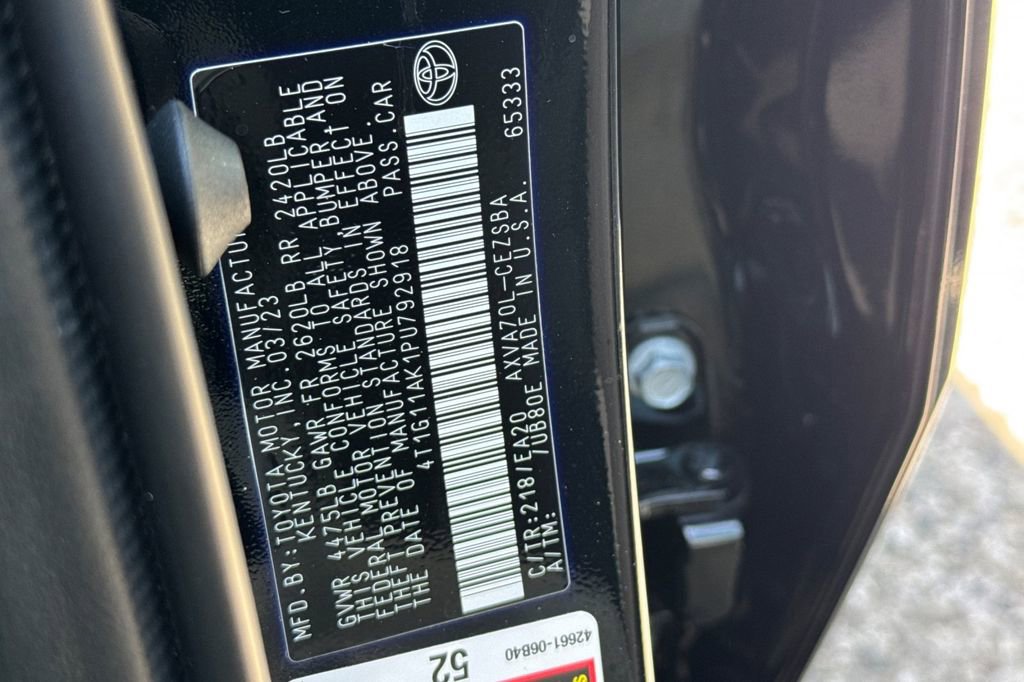 MFD.BY:TOYOTA MOTOR MANUFACTUR
KENTUCKY, INC. 03/23
GVWR 4475LB GAWR FR 2620LB RR 2420LB
THIS VEHICLE CONFORMS TO ALL APPLICABLE
FEDERAL MOTOR VEHICLE SAFETY, BUMPER AND
THEFT PREVENTION STANDARDS IN EFFECT ON
THE DATE OF MANUFACTURE SHOWN ABOVE.
4T1G11AK1PU792918 PASS.CAR
C/TR:218/EA20 AXVA70L-CEZSBA 65333
A/TM: /UB80E MADE IN U.S.A.
42661-06B40
52